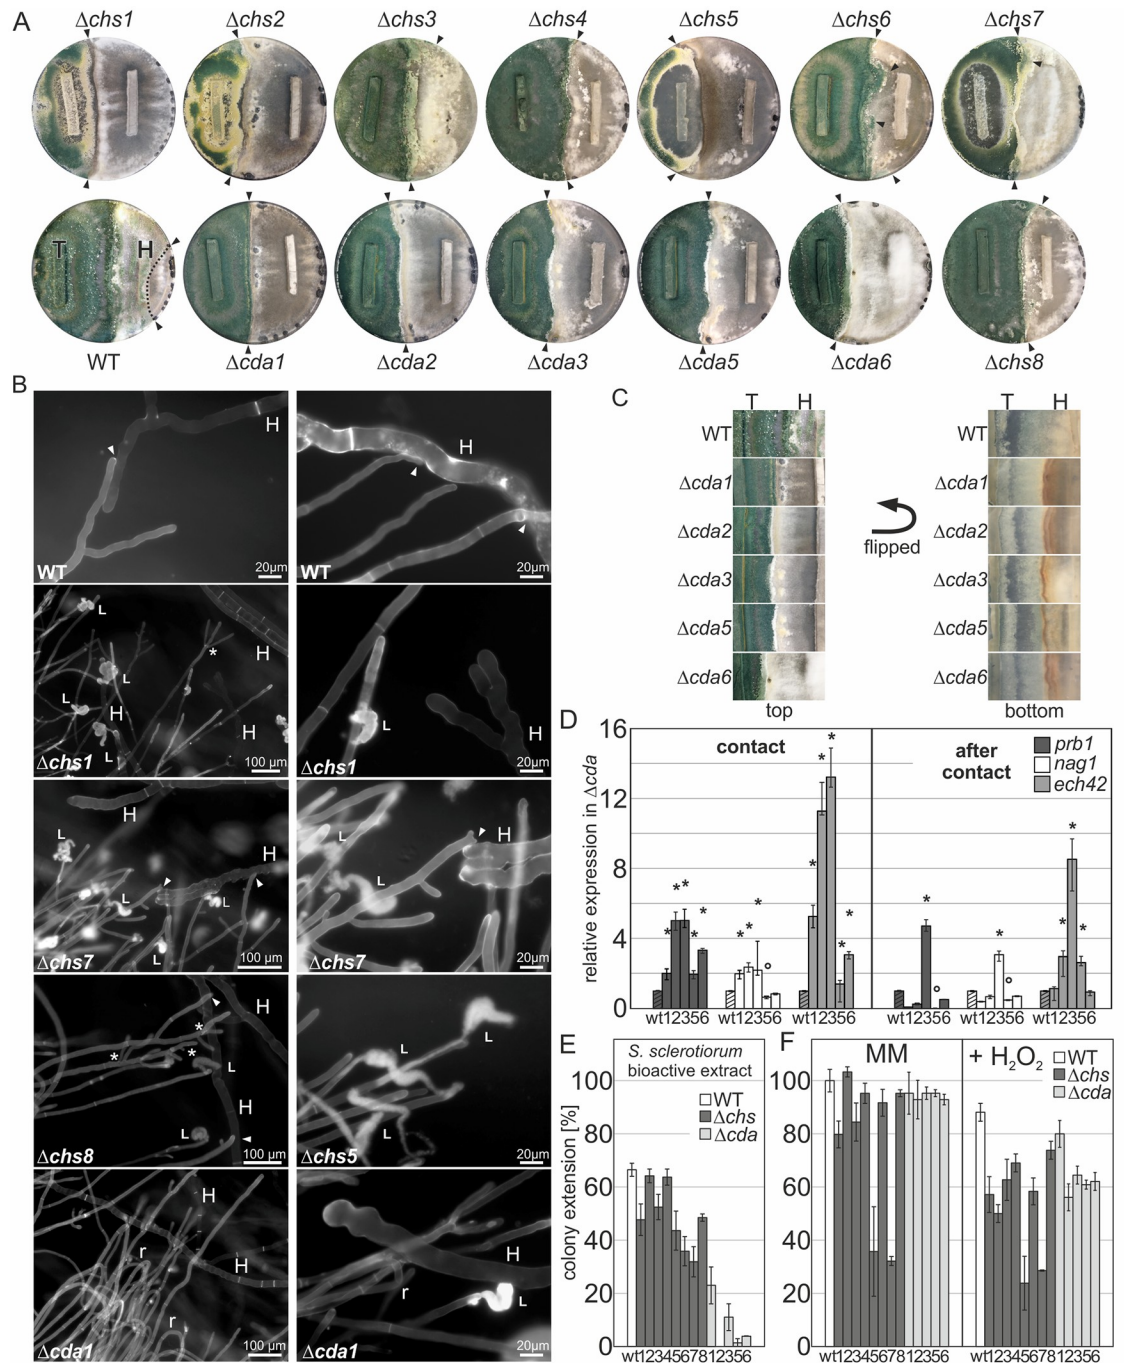 A
Δchs1 Δchs2 Δchs3 Δchs4 Δchs5 Δchs6 Δchs7
T H
WT Δcda1 Δcda2 Δcda3 Δcda5 Δcda6 Δchs8
B
H
WT
20µm
H
WT
20µm
L
*
H
L
L
H
L
H
Δchs1
100 µm
L
H
Δchs1
20µm
H
L
H
L
L
L
Δchs7
100 µm
H
L
Δchs7
20µm
H
*
*
*
L
H
L
Δchs8
100 µm
L
L
L
Δchs5
20µm
H
r
H
r
Δcda1
100 µm
H
r
L
Δcda1
20µm
C
T H
T H
WT
Δcda1
Δcda2
Δcda3
Δcda5
Δcda6
top
flipped
WT
Δcda1
Δcda2
Δcda3
Δcda5
Δcda6
bottom
D
relative expression in Δcda
16
12
8
4
0
contact
after
contact
prb1
nag1
ech42
wt12356 wt12356 wt12356 wt12356 wt12356 wt12356
E
S. sclerotiorum
bioactive extract
WT
Δchs
Δcda
colony extension [%]
100
80
60
40
20
0
wt1234567812356
F
MM
+ H₂O₂
WT
Δchs
Δcda
100
80
60
40
20
0
wt1234567812356 wt1234567812356